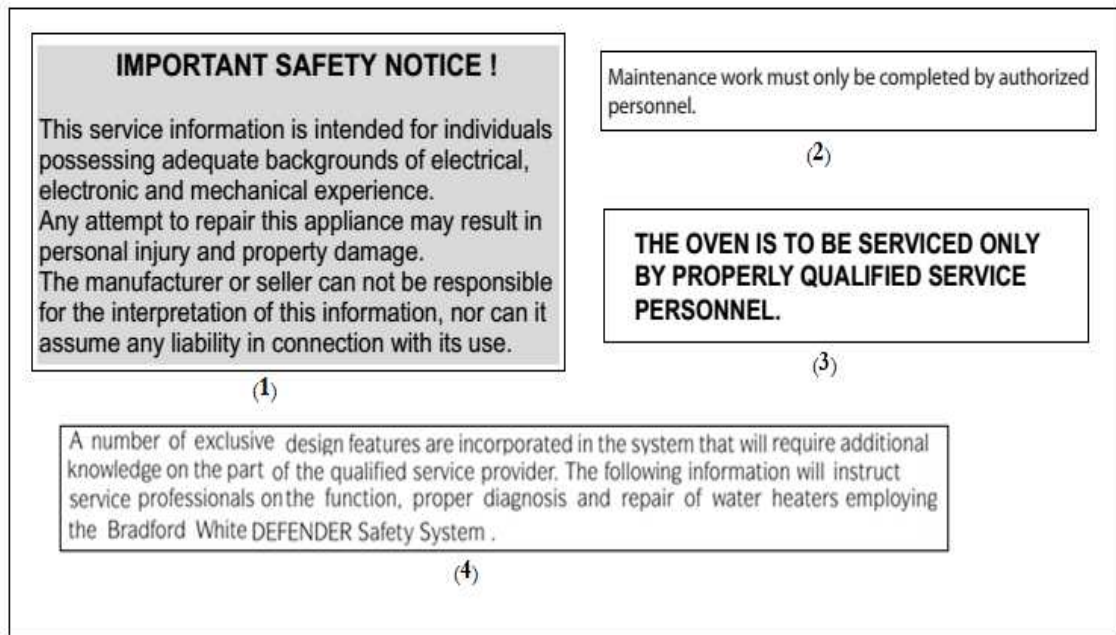 IMPORTANT SAFETY NOTICE !
This service information is intended for individuals
possessing adequate backgrounds of electrical,
electronic and mechanical experience.
Any attempt to repair this appliance may result in
personal injury and property damage.
The manufacturer or seller can not be responsible
for the interpretation of this information, nor can it
assume any liability in connection with its use.
(1)
Maintenance work must only be completed by authorized
personnel.
(2)
THE OVEN IS TO BE SERVICED ONLY
BY PROPERLY QUALIFIED SERVICE
PERSONNEL.
(3)
A number of exclusive design features are incorporated in the system that will require additional
knowledge on the part of the qualified service provider. The following information will instruct
service professionals on the function, proper diagnosis and repair of water heaters employing
the Bradford White DEFENDER Safety System .
(4)